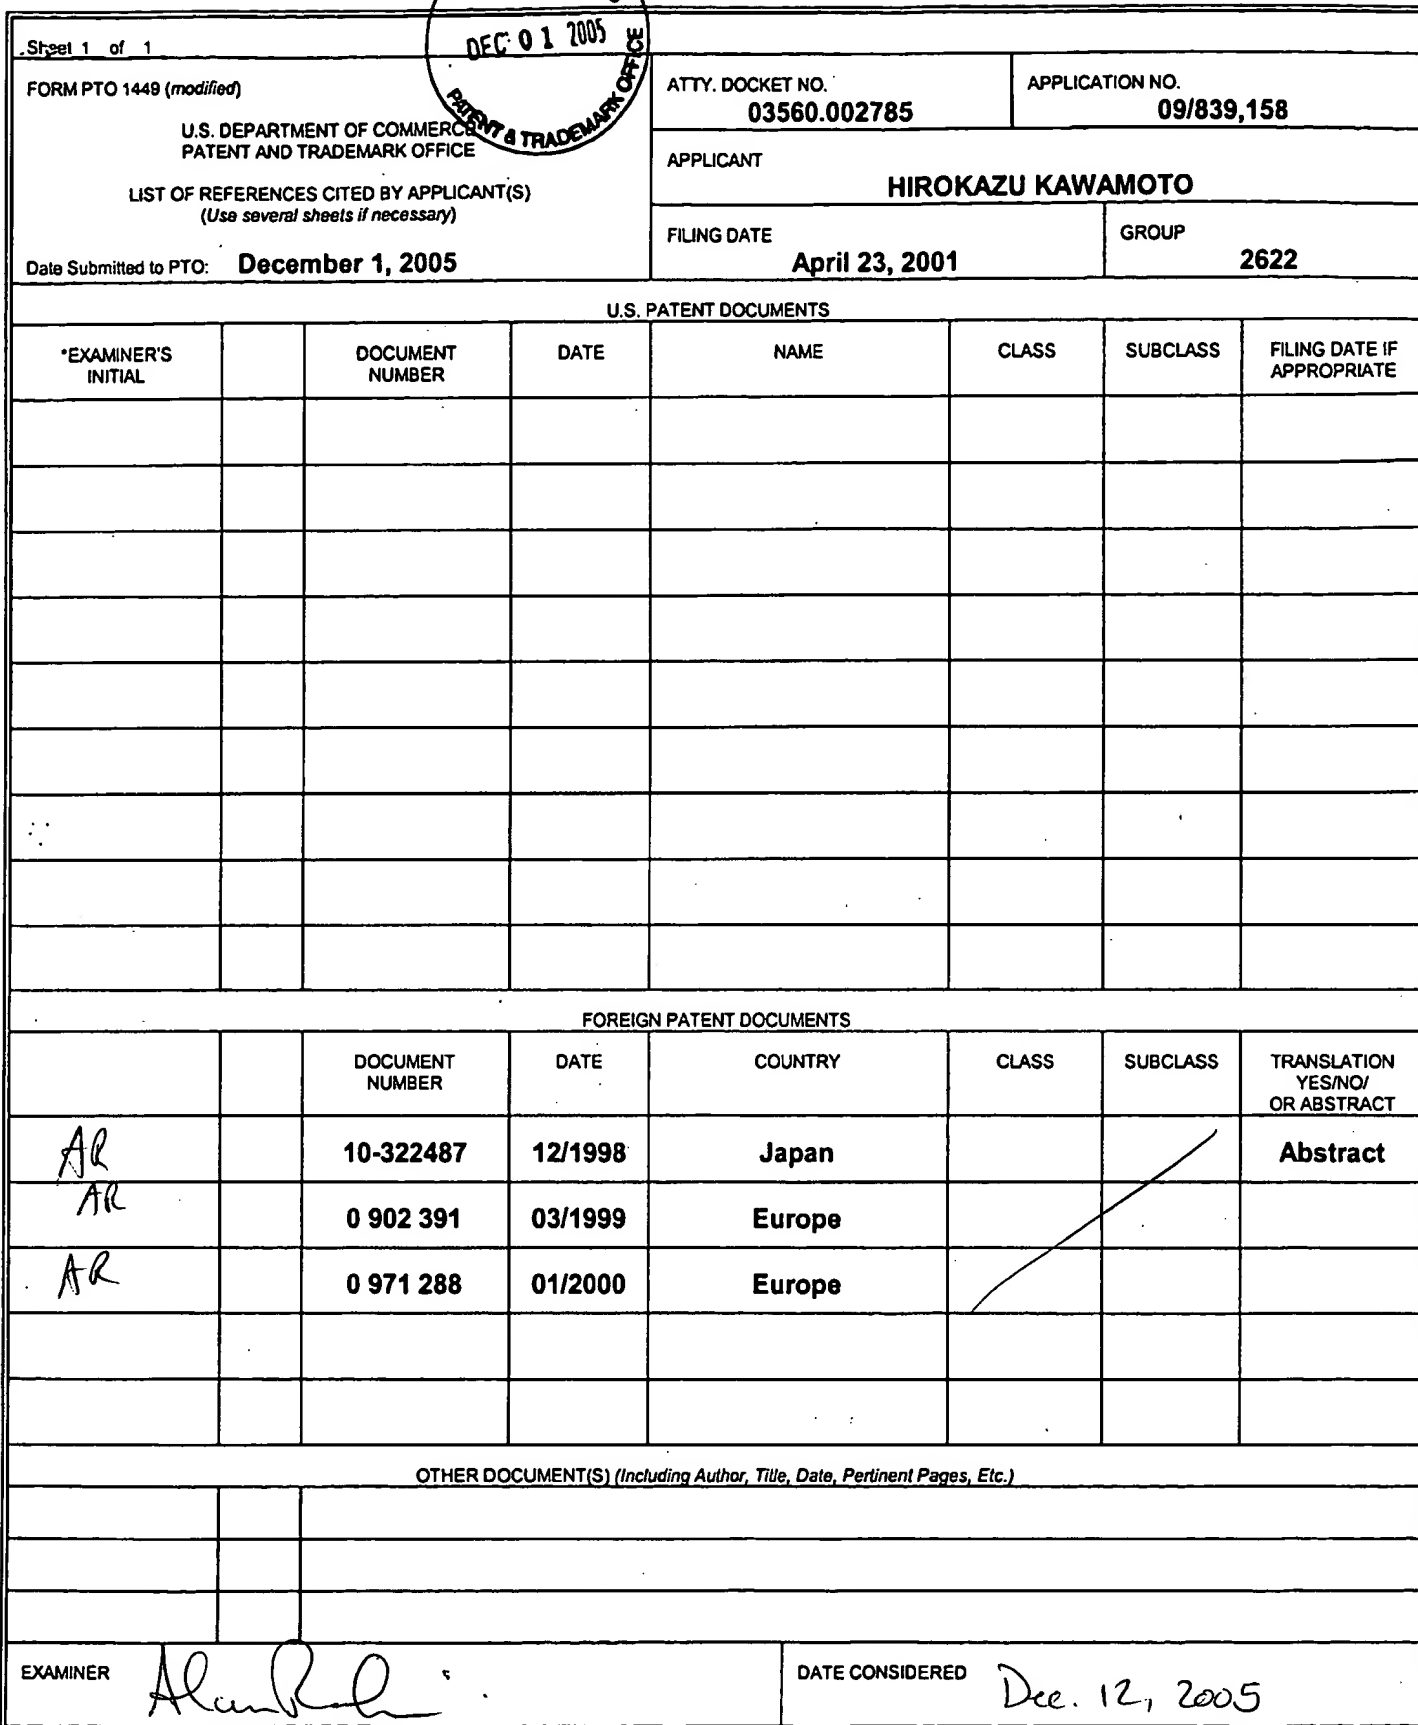 Sheet 1 of 1
DEC 01 2005
PATENT & TRADEMARK OFFICE
FORM PTO 1449 (modified)
U.S. DEPARTMENT OF COMMERCE
PATENT AND TRADEMARK OFFICE
LIST OF REFERENCES CITED BY APPLICANT(S)
(Use several sheets if necessary)
Date Submitted to PTO: December 1, 2005
ATTY. DOCKET NO.
03560.002785
APPLICATION NO.
09/839,158
APPLICANT
HIROKAZU KAWAMOTO
FILING DATE
April 23, 2001
GROUP
2622
U.S. PATENT DOCUMENTS
*EXAMINER'S
INITIAL
DOCUMENT
NUMBER
DATE
NAME
CLASS
SUBCLASS
FILING DATE IF
APPROPRIATE
FOREIGN PATENT DOCUMENTS
DOCUMENT
NUMBER
DATE
COUNTRY
CLASS
SUBCLASS
TRANSLATION
YES/NO/
OR ABSTRACT
AR 10-322487 12/1998 Japan Abstract
AR 0 902 391 03/1999 Europe
AR 0 971 288 01/2000 Europe
OTHER DOCUMENT(S) (Including Author, Title, Date, Pertinent Pages, Etc.)
EXAMINER Alan
DATE CONSIDERED Dec. 12, 2005